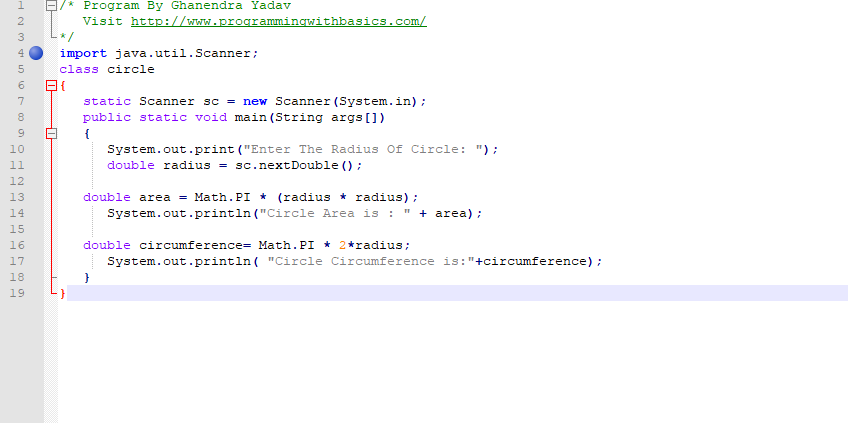 1 /* Program By Ghanendra Yadav
2 Visit http://www.programmingwithbasics.com/
3 */
4 import java.util.Scanner;
5 class circle
6 {
7 static Scanner sc = new Scanner(System.in);
8 public static void main(String args[])
9 {
10 System.out.print("Enter The Radius Of Circle: ");
11 double radius = sc.nextDouble();
12
13 double area = Math.PI * (radius * radius);
14 System.out.println("Circle Area is : " + area);
15
16 double circumference= Math.PI * 2*radius;
17 System.out.println( "Circle Circumference is:"+circumference);
18 }
19 }